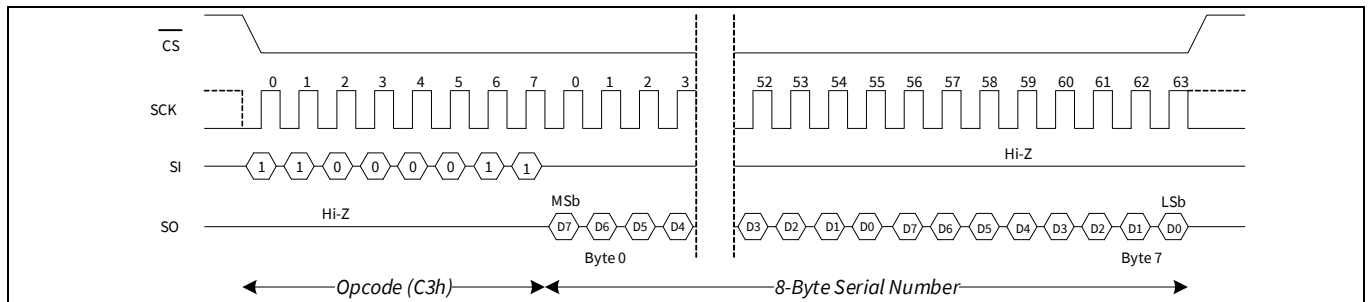 CS
0 1 2 3 4 5 6 7 0 1 2 3 52 53 54 55 56 57 58 59 60 61 62 63
SCK
Hi-Z
SI 1 1 0 0 0 0 1 1
MSb LSb
Hi-Z
SO D7 D6 D5 D4 D3 D2 D1 D0 D7 D6 D5 D4 D3 D2 D1 D0
Byte 0 Byte 7
Opcode (C3h) 8-Byte Serial Number